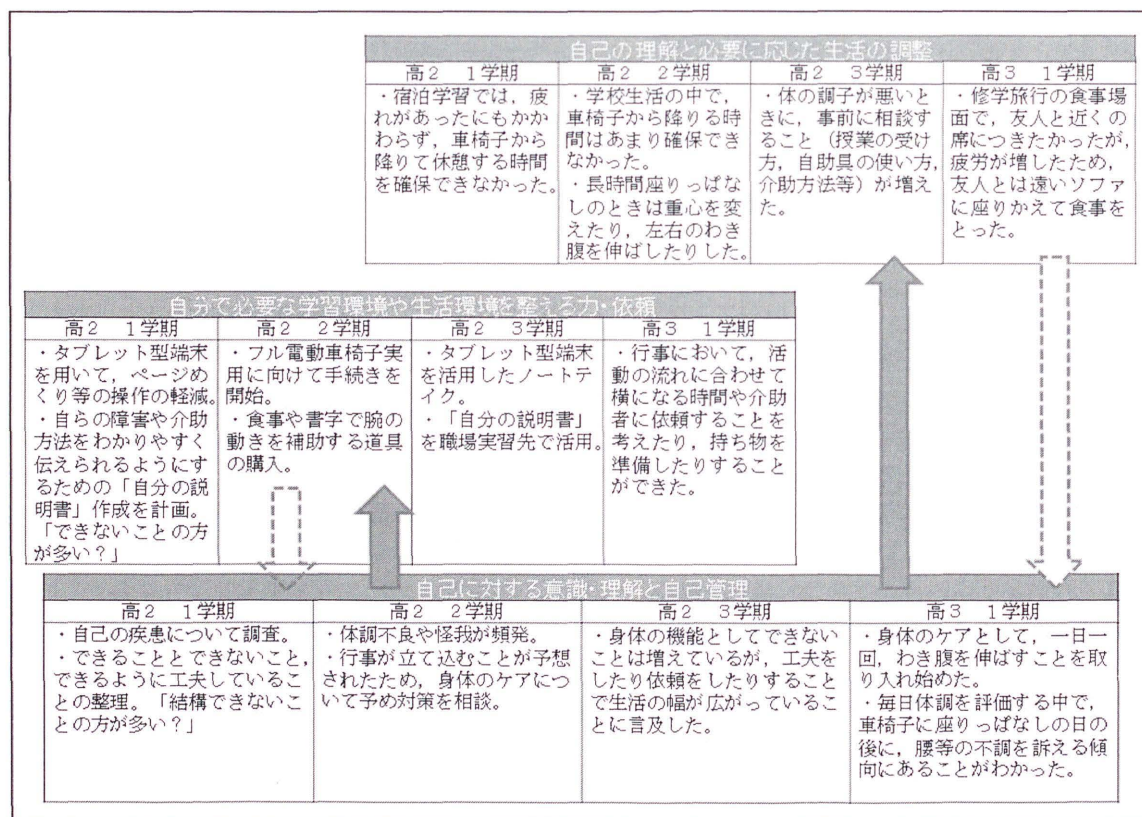 自己の理解と必要に応じた生活の調整
高2 1学期
・宿泊学習では,疲
れがあったにもかか
わらず,車椅子から
降りて休憩する時間
を確保できなかった。
高2 2学期
・学校生活の中で,
車椅子から降りる時
間はあまり確保でき
なかった。
・長時間座りっぱな
しのときは重心を変
えたり,左右のわき
腹を伸ばしたりした。
高2 3学期
・体の調子が悪いと
きに,事前に相談す
ること(授業の受け
方,自助具の使い方,
介助方法等)が増え
た。
高3 1学期
・修学旅行の食事場
面で,友人と近くの
席につきたかったが,
疲労が増したため,
友人とは遠いソファ
に座りかえて食事を
とった。
自分で必要な学習環境や生活環境を整える力・依頼
高2 1学期
・タブレット型端末
を用いて,ページめ
くり等の操作の軽減。
・自らの障害や介助
方法をわかりやすく
伝えられるようにす
るための「自分の説
明書」作成を計画。
「できないことの方
が多い?」
高2 2学期
・フル電動車椅子実
用に向けて手続きを
開始。
・食事や書字で腕の
動きを補助する道具
の購入。
高2 3学期
・タブレット型端末
を活用したノートテ
イク。
・「自分の説明書」
を職場実習先で活用。
高3 1学期
・行事において,活
動の流れに合わせて
横になる時間や介助
者に依頼することを
考えたり,持ち物を
準備したりすること
ができた。
自己に対する意識・理解と自己管理
高2 1学期
・自己の疾患について調査。
・できることとできないこと,
できるように工夫しているこ
との整理。「結構できないこ
との方が多い?」
高2 2学期
・体調不良や怪我が頻発。
・行事が立て込むことが予想
されたため,身体のケアにつ
いて予め対策を相談。
高2 3学期
・身体の機能としてできない
ことは増えているが,工夫を
したり依頼をしたりすること
で生活の幅が広がっているこ
とに言及した。
高3 1学期
・身体のケアとして,一日一
回,わき腹を伸ばすことを取
り入れ始めた。
・毎日体調を評価する中で,
車椅子に座りっぱなしの日の
後に,腰等の不調を訴える傾
向にあることがわかった。